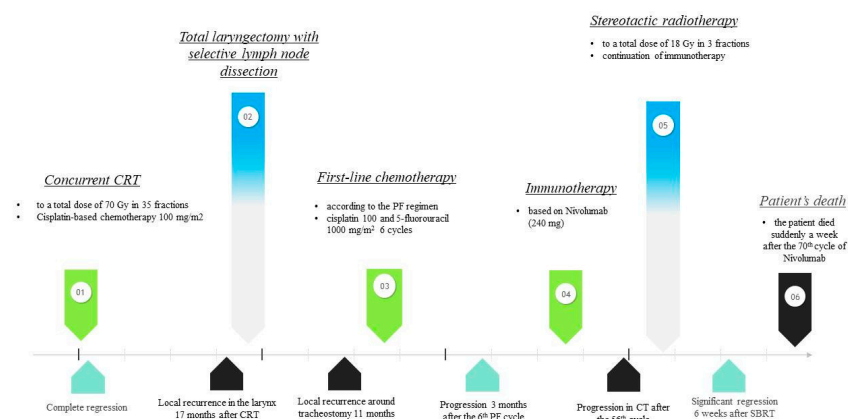 Stereotactic radiotherapy
• to a total dose of 18 Gy in 3 fractions
• continuation of immunotherapy
Total laryngectomy with
selective lymph node
dissection
02
05
Concurrent CRT
• to a total dose of 70 Gy in 35 fractions
• Cisplatin-based chemotherapy 100 mg/m2
First-line chemotherapy
• according to the PF regimen
• cisplatin 100 and 5-fluorouracil
1000 mg/m² 6 cycles
Immunotherapy
• based on Nivolumab
(240 mg)
Patient's death
• the patient died
suddenly a week
after the 70th cycle of
Nivolumab
01
03
04
06
Complete regression
Local recurrence in the larynx
17 months after CRT
Local recurrence around
tracheostomy 11 months
Progression 3 months
after the 6th PF cycle
Progression in CT after
the 56th cycle
Significant regression
6 weeks after SBRT